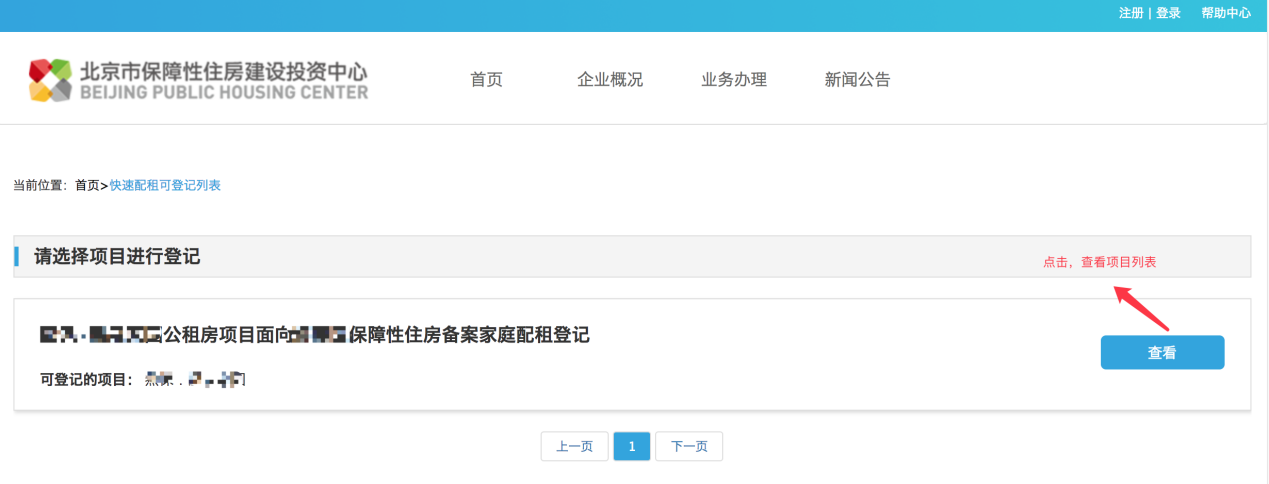 注册 | 登录 帮助中心
北京市保障性住房建设投资中心
BEIJING PUBLIC HOUSING CENTER
首页 企业概况 业务办理 新闻公告
当前位置：首页>快速配租可登记列表
请选择项目进行登记
点击，查看项目列表
公租房项目面向 保障性住房备案家庭配租登记
查看
可登记的项目：
上一页 1 下一页